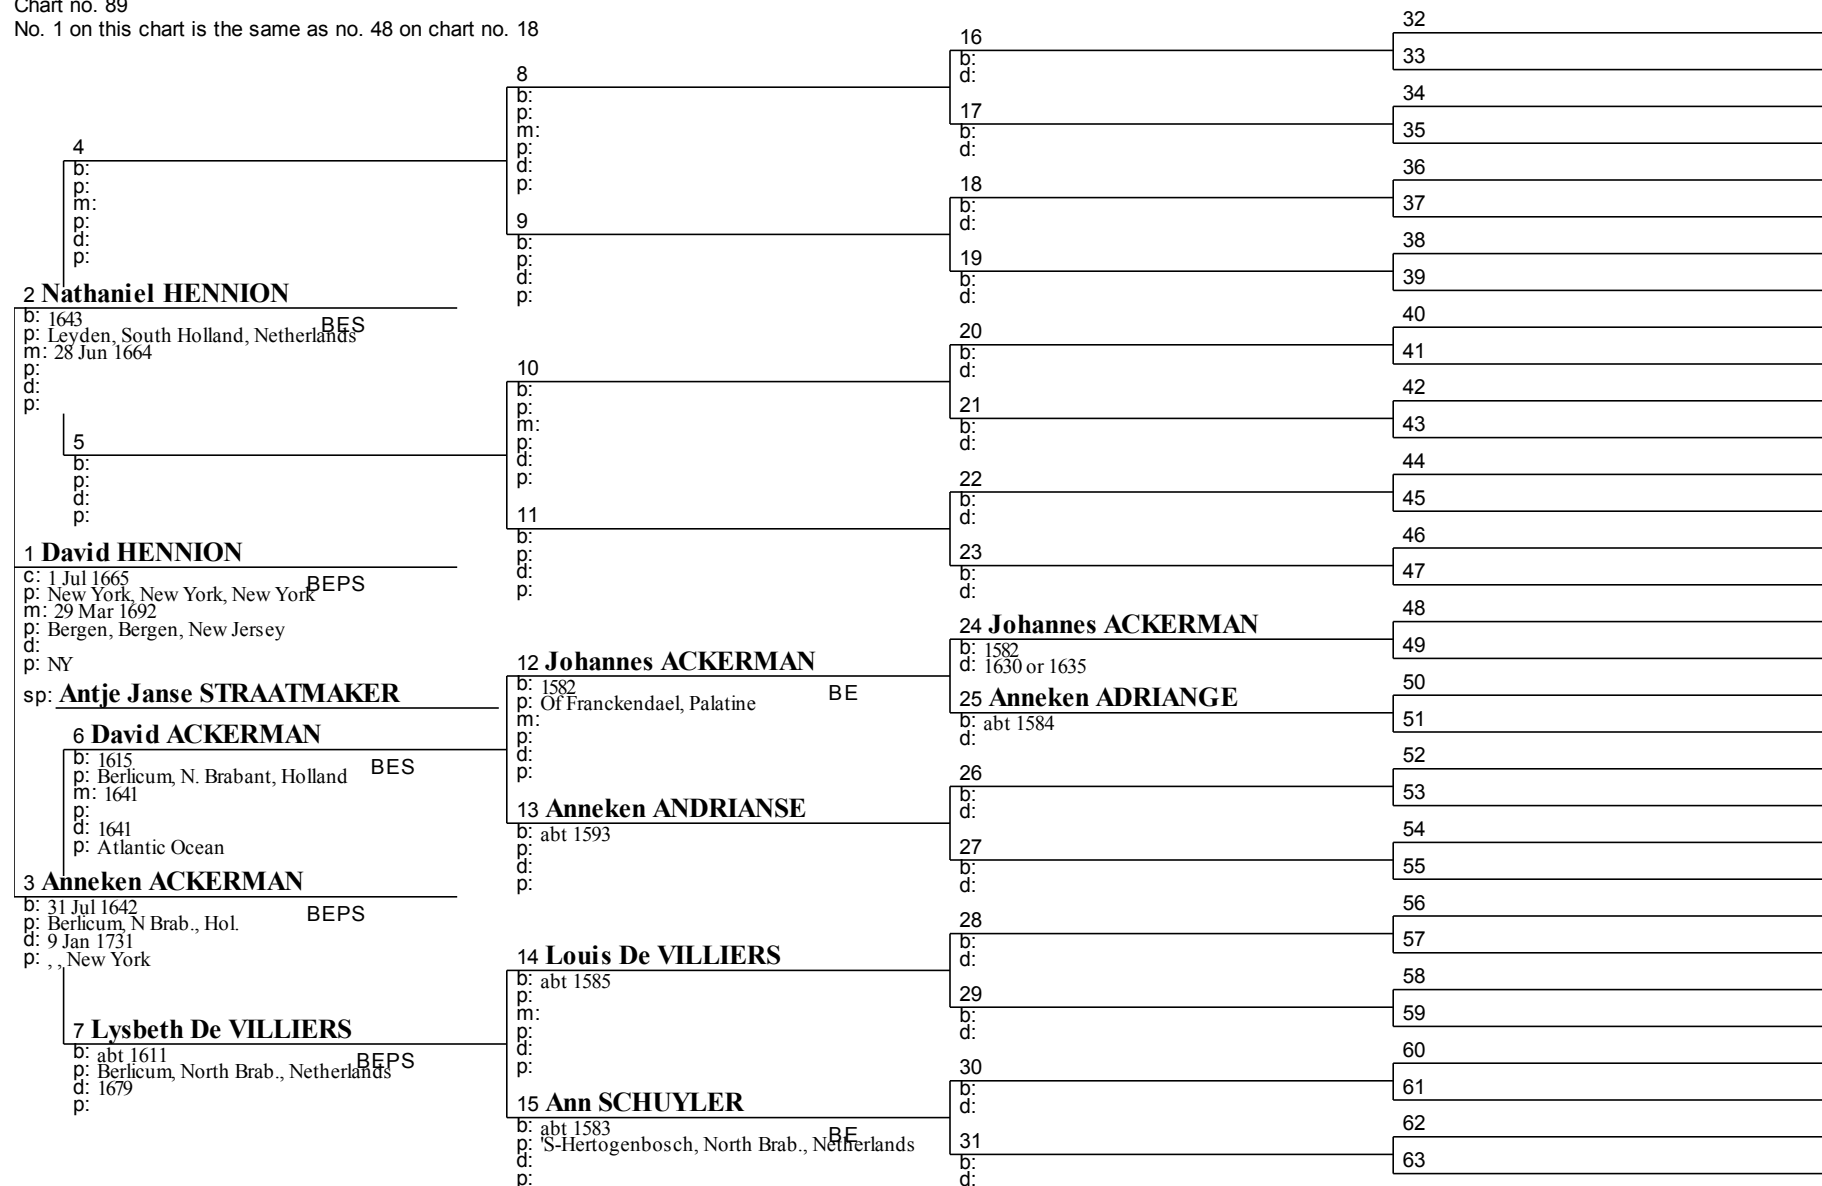 Chart no. 89
No. 1 on this chart is the same as no. 48 on chart no. 18
2 Nathaniel HENNION
b: 1643
BES
p: Leyden, South Holland, Netherlands
m: 28 Jun 1664
p:
d:
p:
1 David HENNION
c: 1 Jul 1665
BEPS
p: New York, New York, New York
m: 29 Mar 1692
p: Bergen, Bergen, New Jersey
d:
p: NY
sp: Antje Janse STRAATMAKER
3 Anneken ACKERMAN
b: 31 Jul 1642
BEPS
p: Berlicum, N Brab., Hol.
d: 9 Jan 1731
p: , , New York
4
b:
p:
m:
p:
d:
p:
5
b:
p:
d:
p:
6 David ACKERMAN
b: 1615
BES
p: Berlicum, N. Brabant, Holland
m: 1641
p:
d: 1641
p: Atlantic Ocean
7 Lysbeth De VILLIERS
b: abt 1611
BEPS
p: Berlicum, North Brab., Netherlands
d: 1679
p:
8
b:
p:
m:
p:
d:
p:
9
b:
p:
d:
p:
10
b:
p:
m:
p:
d:
p:
11
b:
p:
d:
p:
12 Johannes ACKERMAN
b: 1582
BE
p: Of Franckendael, Palatine
m:
p:
d:
p:
13 Anneken ANDRIANSE
b: abt 1593
p:
d:
p:
14 Louis De VILLIERS
b: abt 1585
p:
m:
p:
d:
p:
15 Ann SCHUYLER
b: abt 1583
BE
p: 'S-Hertogenbosch, North Brab., Netherlands
d:
p:
16
b:
d:
17
b:
d:
18
b:
d:
19
b:
d:
20
b:
d:
21
b:
d:
22
b:
d:
23
b:
d:
24 Johannes ACKERMAN
b: 1582
d: 1630 or 1635
25 Anneken ADRIANGE
b: abt 1584
d:
26
b:
d:
27
b:
d:
28
b:
d:
29
b:
d:
30
b:
d:
31
b:
d:
32
33
34
35
36
37
38
39
40
41
42
43
44
45
46
47
48
49
50
51
52
53
54
55
56
57
58
59
60
61
62
63